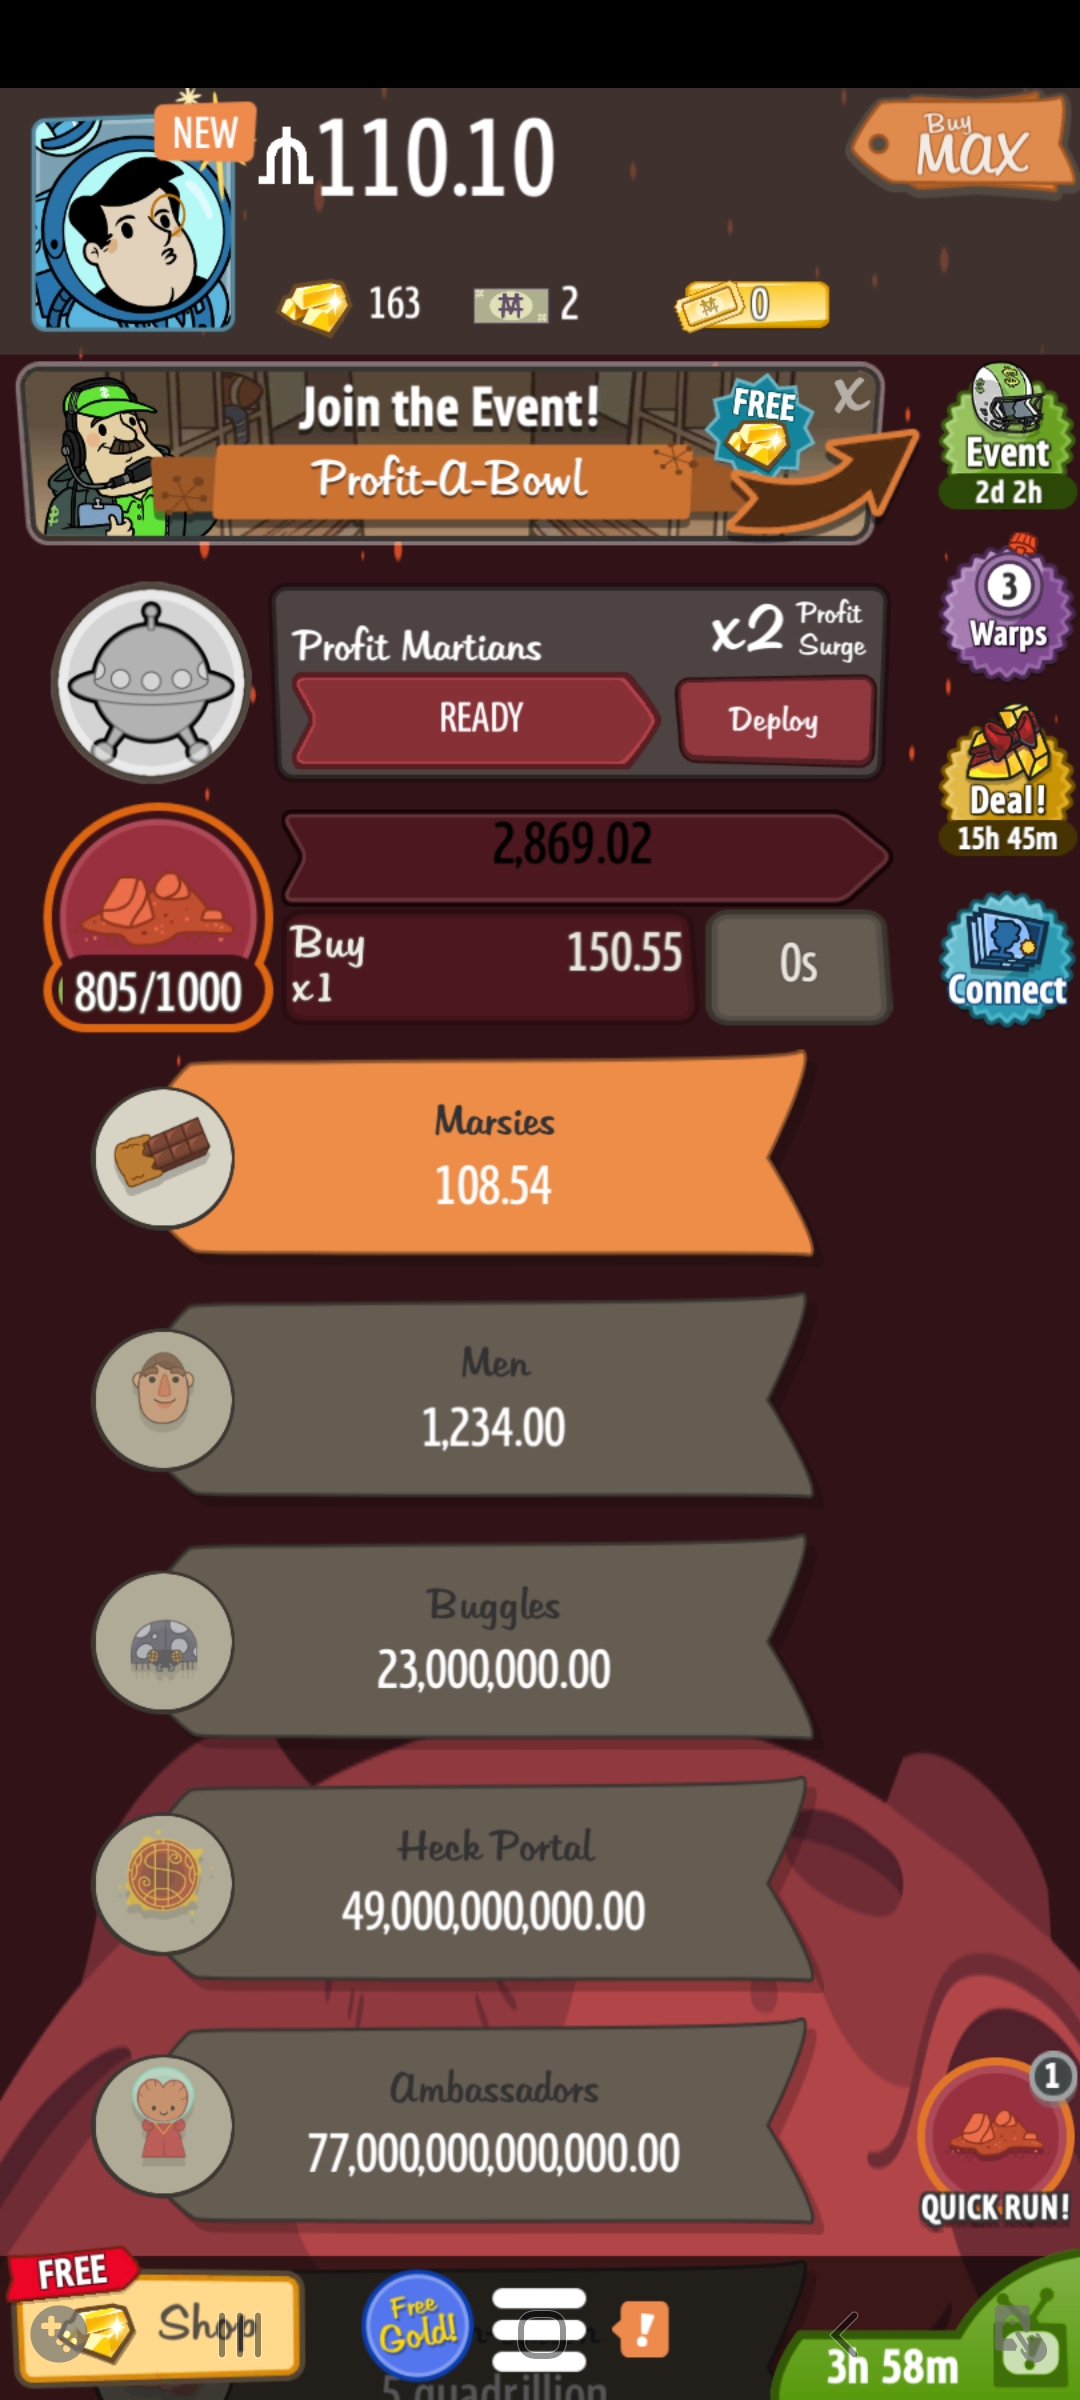 NEW
110.10
Buy
MAX
163
2
0
Join the Event!
Profit-A-Bowl
FREE
X
Event
2d 2h
3
Warps
Profit Martians
x2 Profit
Surge
READY
Deploy
Deal!
15h 45m
2,869.02
Buy
x1
150.55
0s
805/1000
Connect
Marsies
108.54
Men
1,234.00
Buggles
23,000,000.00
Heck Portal
49,000,000,000.00
Ambassadors
77,000,000,000,000.00
1
QUICK RUN!
FREE
Shop
Free
Gold!
!
3h 58m
5 quadrillion